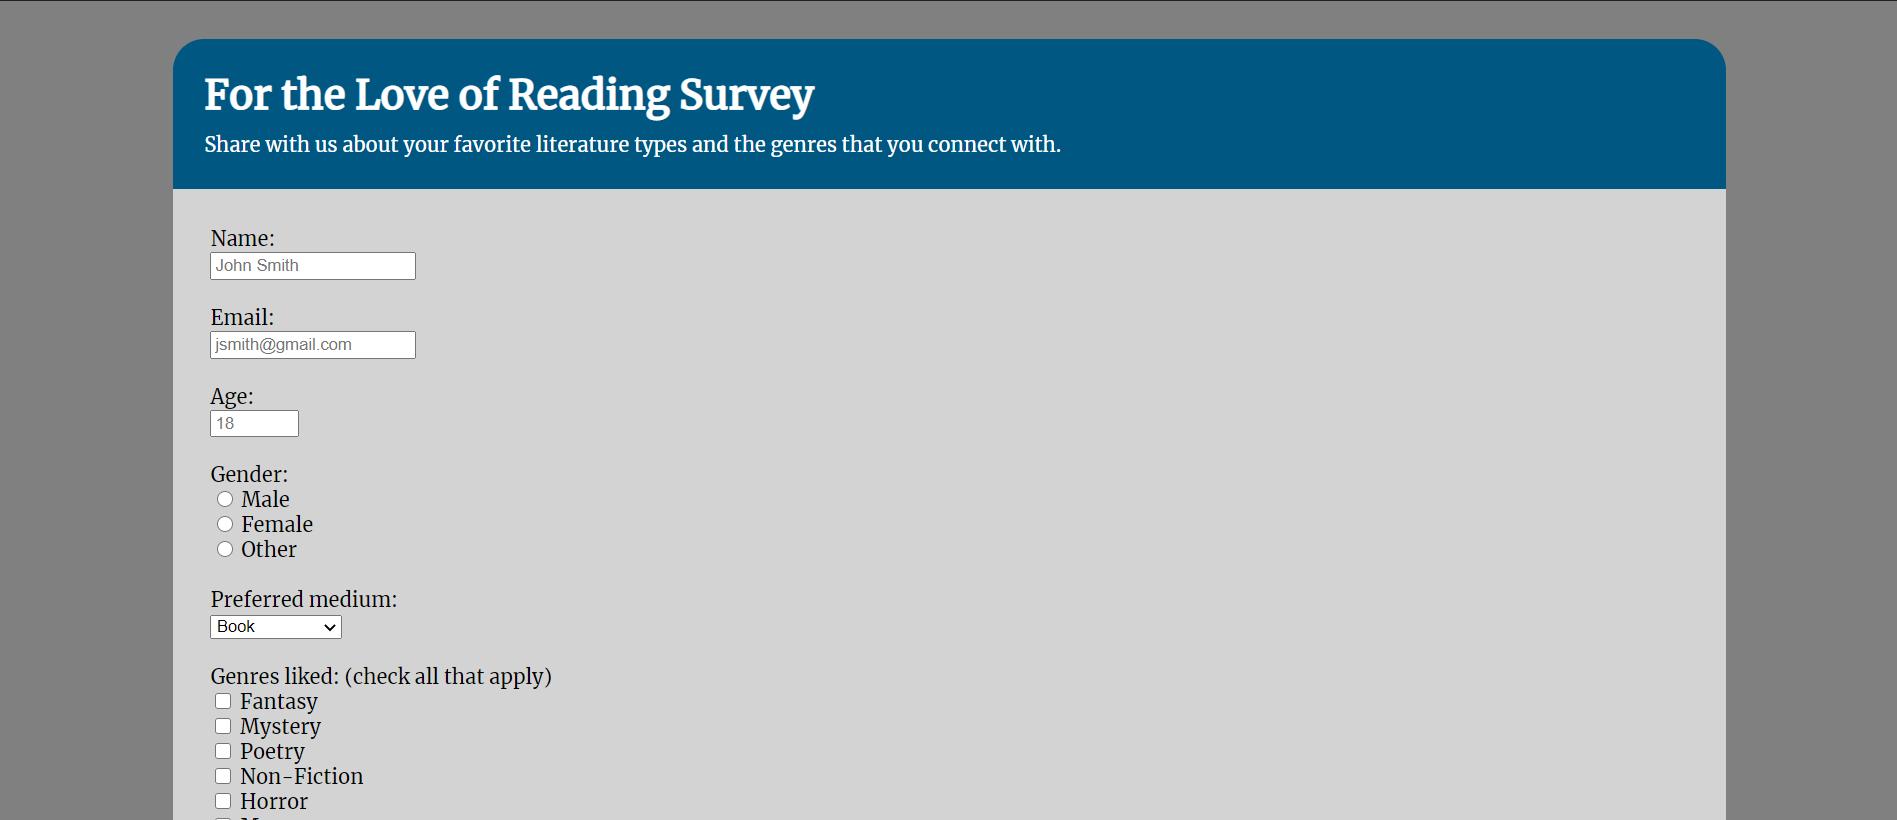 For the Love of Reading Survey
Share with us about your favorite literature types and the genres that you connect with.
Name:
John Smith
Email:
jsmith@gmail.com
Age:
18
Gender:
Male
Female
Other
Preferred medium:
Book
Genres liked: (check all that apply)
Fantasy
Mystery
Poetry
Non-Fiction
Horror